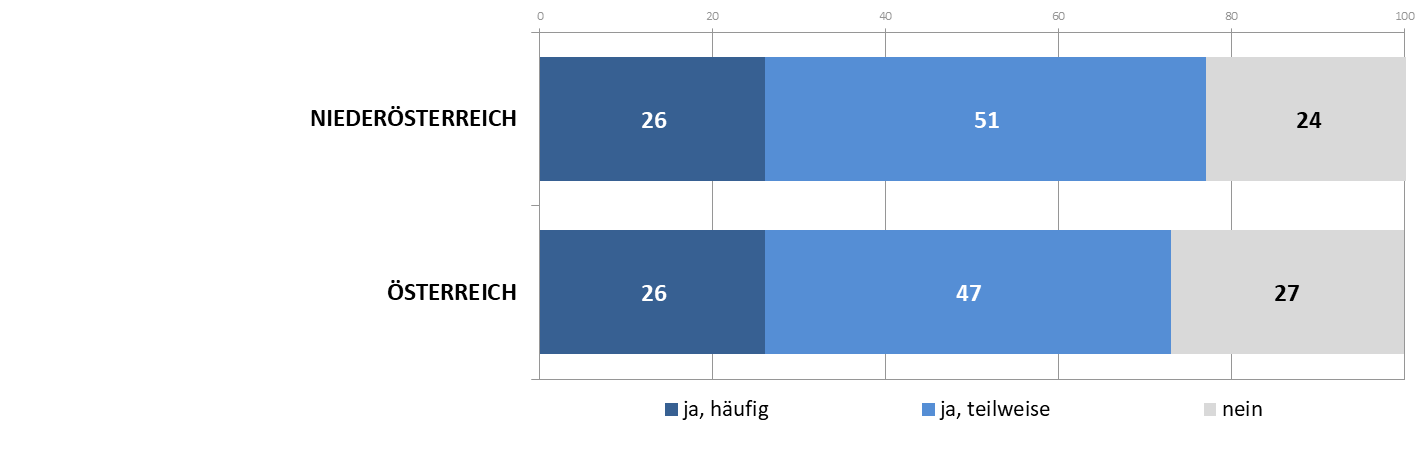 0 20 40 60 80 100
NIEDERÖSTERREICH 26 51 24
ÖSTERREICH 26 47 27
ja, häufig ja, teilweise nein